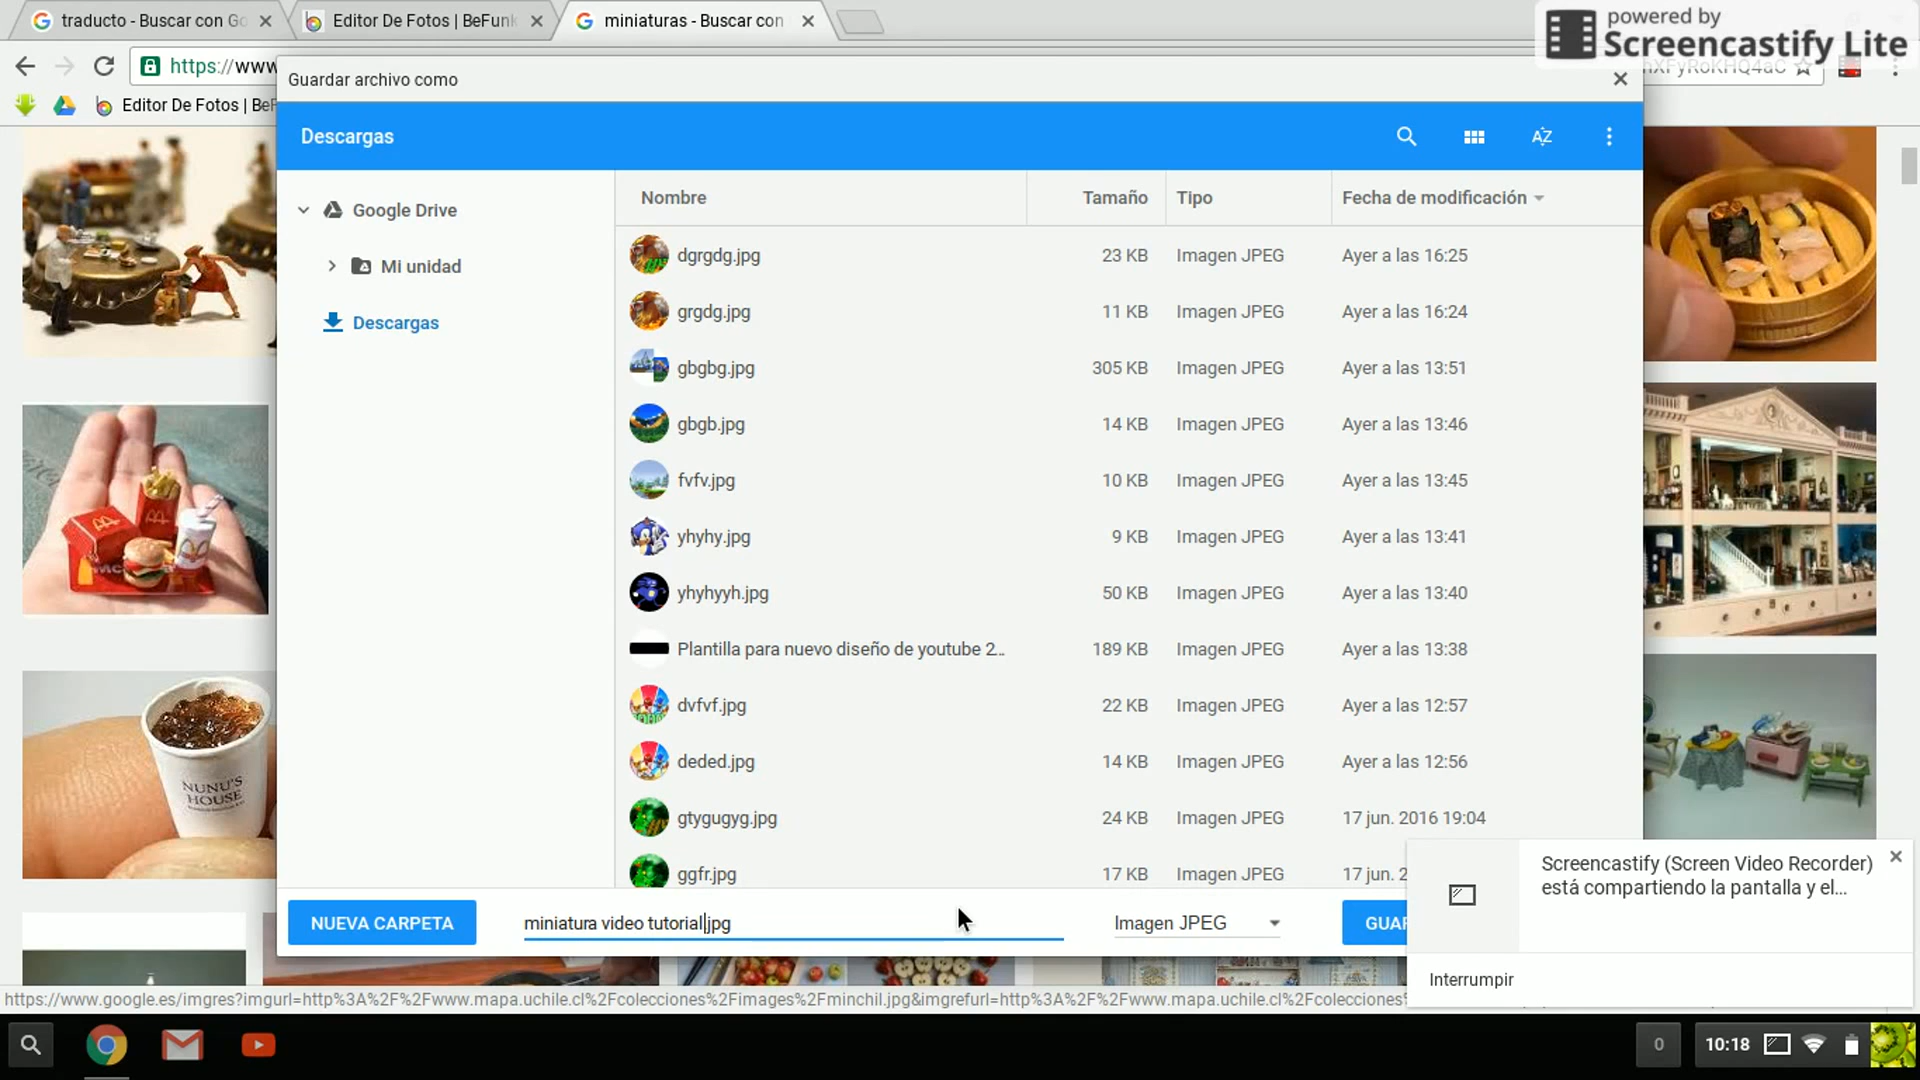 traducto - Buscar con Go
Editor De Fotos | BeFunk
miniaturas - Buscar con
powered by
Screencastify Lite
https://www
hXFyRoKHQ4aC
Editor De Fotos | BeF
Guardar archivo como
Descargas
AZ
Google Drive
Mi unidad
Descargas
Nombre Tamaño Tipo Fecha de modificación
dgrgdg.jpg 23 KB Imagen JPEG Ayer a las 16:25
grgdg.jpg 11 KB Imagen JPEG Ayer a las 16:24
gbgbg.jpg 305 KB Imagen JPEG Ayer a las 13:51
gbgb.jpg 14 KB Imagen JPEG Ayer a las 13:46
fvfv.jpg 10 KB Imagen JPEG Ayer a las 13:45
yhyhy.jpg 9 KB Imagen JPEG Ayer a las 13:41
yhyhyyh.jpg 50 KB Imagen JPEG Ayer a las 13:40
Plantilla para nuevo diseño de youtube 2... 189 KB Imagen JPEG Ayer a las 13:38
dvfvf.jpg 22 KB Imagen JPEG Ayer a las 12:57
deded.jpg 14 KB Imagen JPEG Ayer a las 12:56
gtygugyg.jpg 24 KB Imagen JPEG 17 jun. 2016 19:04
ggfr.jpg 17 KB Imagen JPEG 17 jun. 2
NUNU'S
HOUSE
NUEVA CARPETA
miniatura video tutorial.jpg
Imagen JPEG
GUAR
Screencastify (Screen Video Recorder)
está compartiendo la pantalla y el...
Interrumpir
https://www.google.es/imgres?imgurl=http%3A%2F%2Fwww.mapa.uchile.cl%2Fcolecciones%2Fimages%2Fminchil.jpg&imgrefurl=http%3A%2F%2Fwww.mapa.uchile.cl%2Fcolecciones%2F
0
10:18